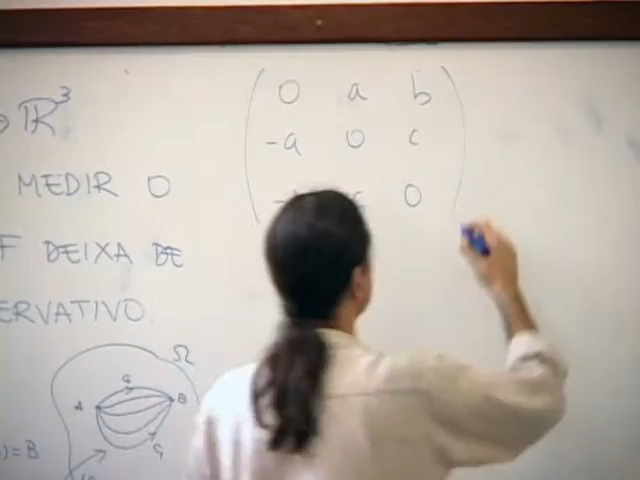 ℝ³
MEDIR O
F DEIXA DE
ERVATIVO.
0 a b
-a 0 c
0
Ω
A
B
) = B